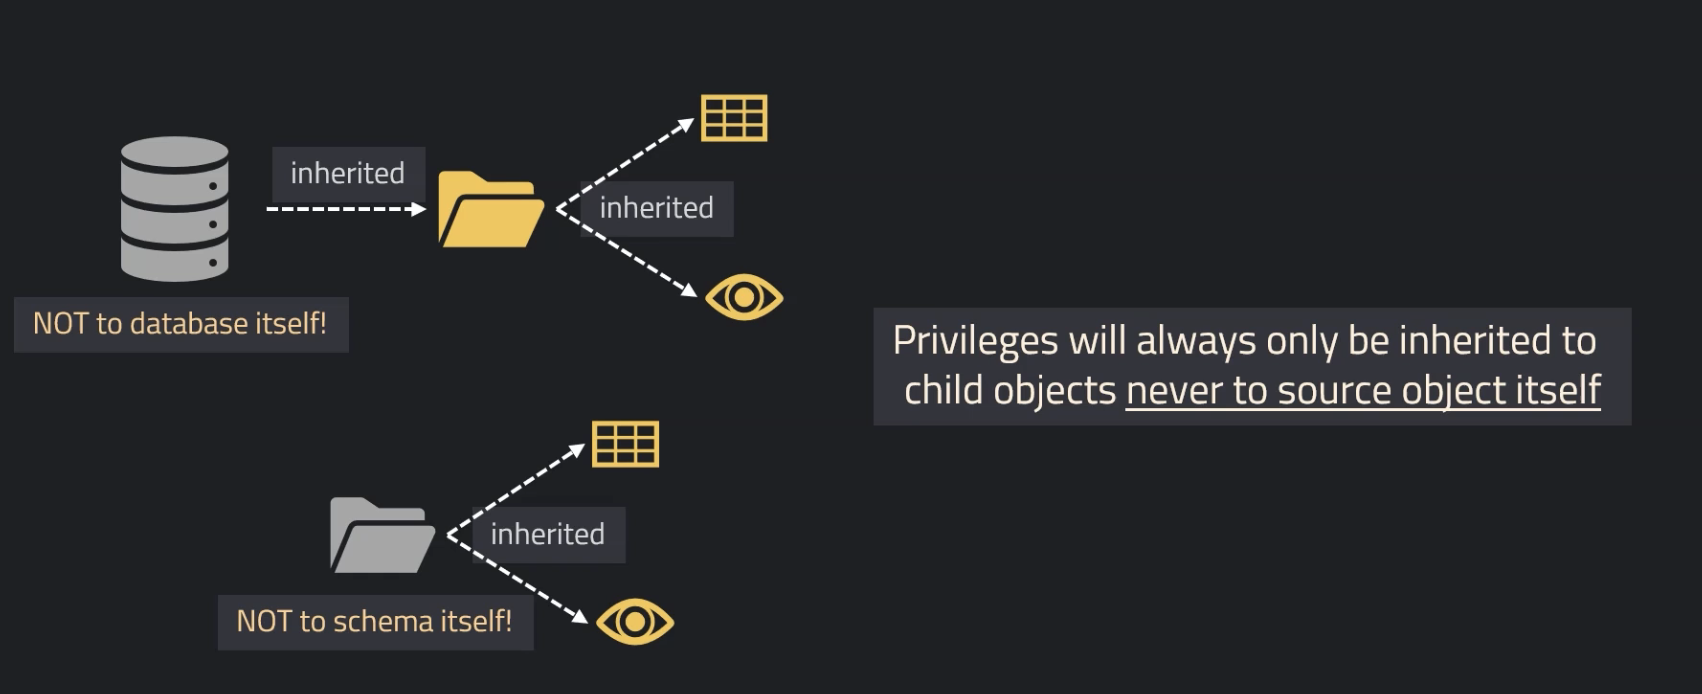 inherited
inherited
NOT to database itself!
Privileges will always only be inherited to
child objects never to source object itself
inherited
NOT to schema itself!